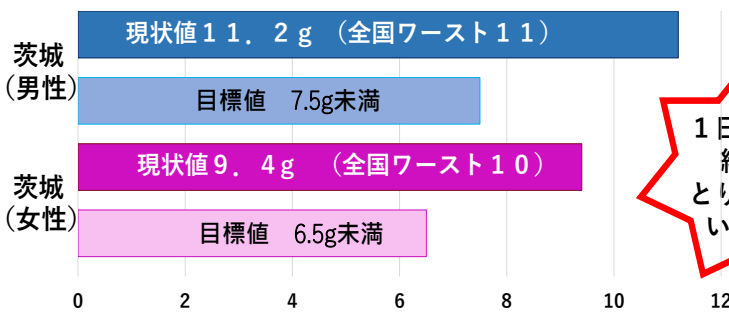 茨城
(男性)
現状値11．2g （全国ワースト11）
目標値　7.5g未満
茨城
(女性)
現状値9．4g　（全国ワースト10）
目標値　6.5g未満
1日
とり
い
0 2 4 6 8 10 12